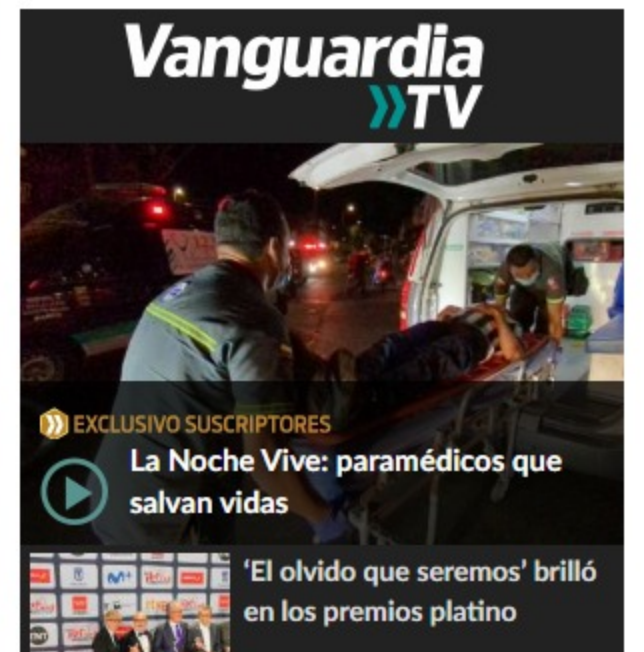 Vanguardia
TV
EXCLUSIVO SUSCRIPTORES
La Noche Vive: paramédicos que
salvan vidas
‘El olvido que seremos’ brilló
en los premios platino
M+
TNT